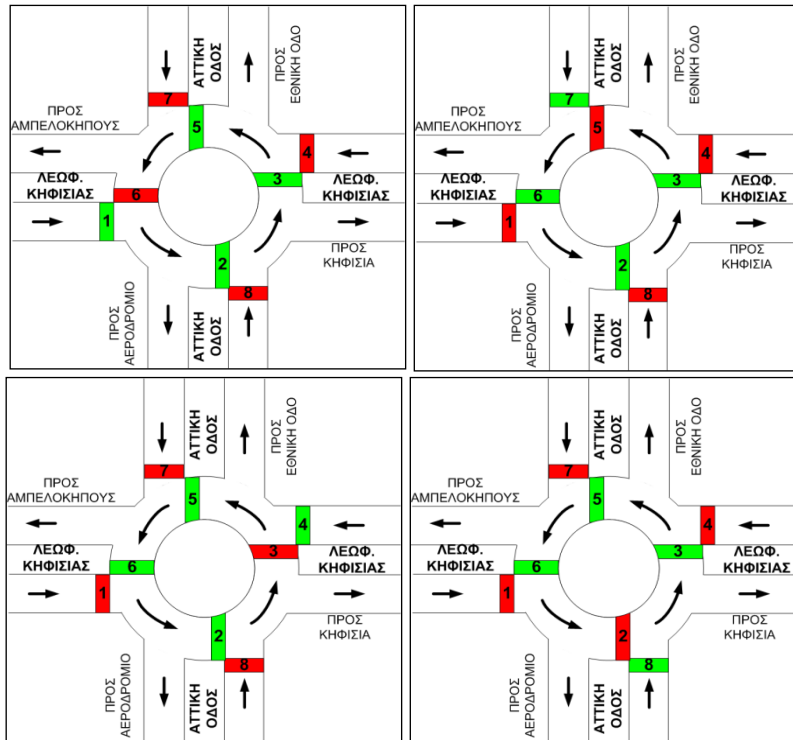 ΑΤΤΙΚΗ
ΟΔΟΣ
ΠΡΟΣ
ΕΘΝΙΚΗ ΟΔΟ
7
5
ΠΡΟΣ
ΑΜΠΕΛΟΚΗΠΟΥΣ
4
3
ΛΕΩΦ.
ΚΗΦΙΣΙΑΣ
6
ΛΕΩΦ.
ΚΗΦΙΣΙΑΣ
1
2
ΠΡΟΣ
ΚΗΦΙΣΙΑ
8
ΠΡΟΣ
ΑΕΡΟΔΡΟΜΙΟ
ΑΤΤΙΚΗ
ΟΔΟΣ
ΑΤΤΙΚΗ
ΟΔΟΣ
ΠΡΟΣ
ΕΘΝΙΚΗ ΟΔΟ
7
5
ΠΡΟΣ
ΑΜΠΕΛΟΚΗΠΟΥΣ
4
3
ΛΕΩΦ.
ΚΗΦΙΣΙΑΣ
6
ΛΕΩΦ.
ΚΗΦΙΣΙΑΣ
1
2
ΠΡΟΣ
ΚΗΦΙΣΙΑ
8
ΠΡΟΣ
ΑΕΡΟΔΡΟΜΙΟ
ΑΤΤΙΚΗ
ΟΔΟΣ
ΑΤΤΙΚΗ
ΟΔΟΣ
ΠΡΟΣ
ΕΘΝΙΚΗ ΟΔΟ
7
5
ΠΡΟΣ
ΑΜΠΕΛΟΚΗΠΟΥΣ
4
3
ΛΕΩΦ.
ΚΗΦΙΣΙΑΣ
6
ΛΕΩΦ.
ΚΗΦΙΣΙΑΣ
1
2
ΠΡΟΣ
ΚΗΦΙΣΙΑ
8
ΠΡΟΣ
ΑΕΡΟΔΡΟΜΙΟ
ΑΤΤΙΚΗ
ΟΔΟΣ
ΑΤΤΙΚΗ
ΟΔΟΣ
ΠΡΟΣ
ΕΘΝΙΚΗ ΟΔΟ
7
5
ΠΡΟΣ
ΑΜΠΕΛΟΚΗΠΟΥΣ
4
3
ΛΕΩΦ.
ΚΗΦΙΣΙΑΣ
6
ΛΕΩΦ.
ΚΗΦΙΣΙΑΣ
1
2
ΠΡΟΣ
ΚΗΦΙΣΙΑ
8
ΠΡΟΣ
ΑΕΡΟΔΡΟΜΙΟ
ΑΤΤΙΚΗ
ΟΔΟΣ